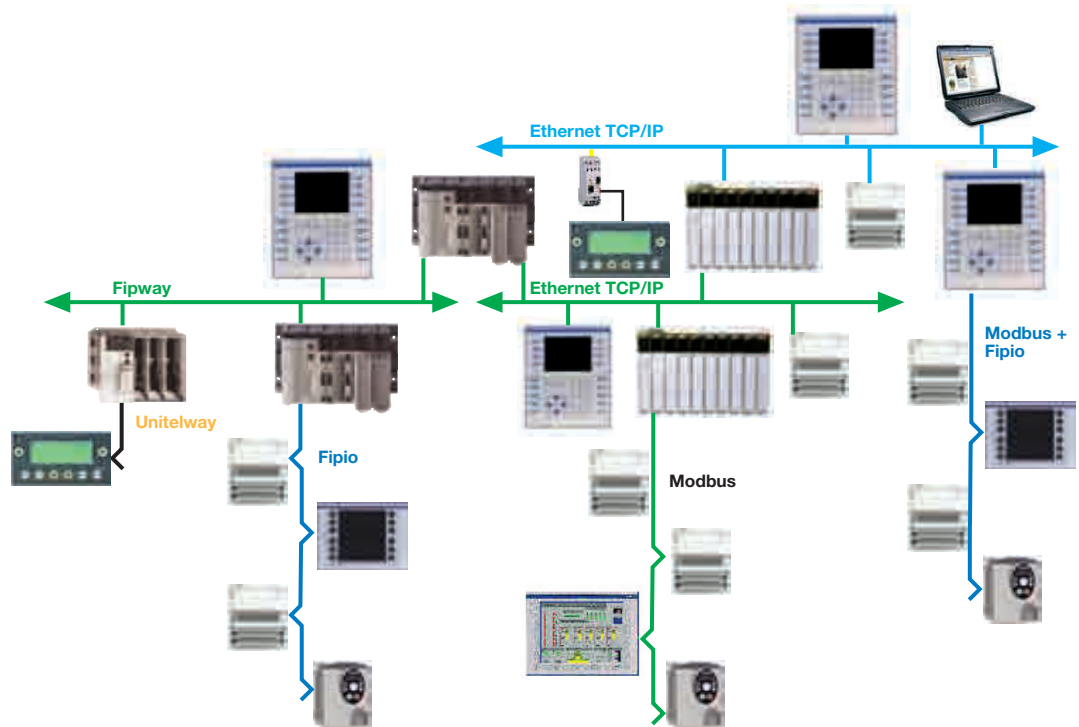 Ethernet TCP/IP
Fipway
Ethernet TCP/IP
Modbus +
Fipio
Unitelway
Fipio
Modbus